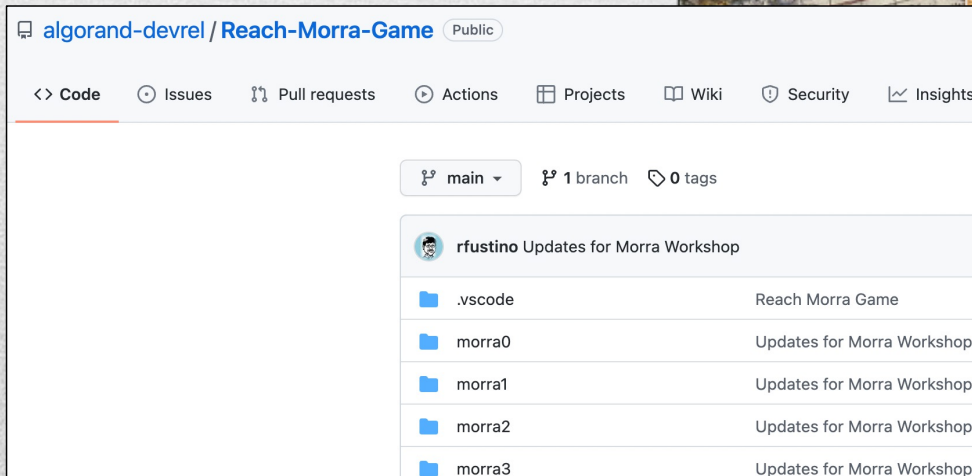 algorand-devrel / Reach-Morra-Game Public
<> Code Issues Pull requests Actions Projects Wiki Security Insights
main 1 branch 0 tags
rfustino Updates for Morra Workshop
.vscode Reach Morra Game
morra0 Updates for Morra Workshop
morra1 Updates for Morra Workshop
morra2 Updates for Morra Workshop
morra3 Updates for Morra Workshop